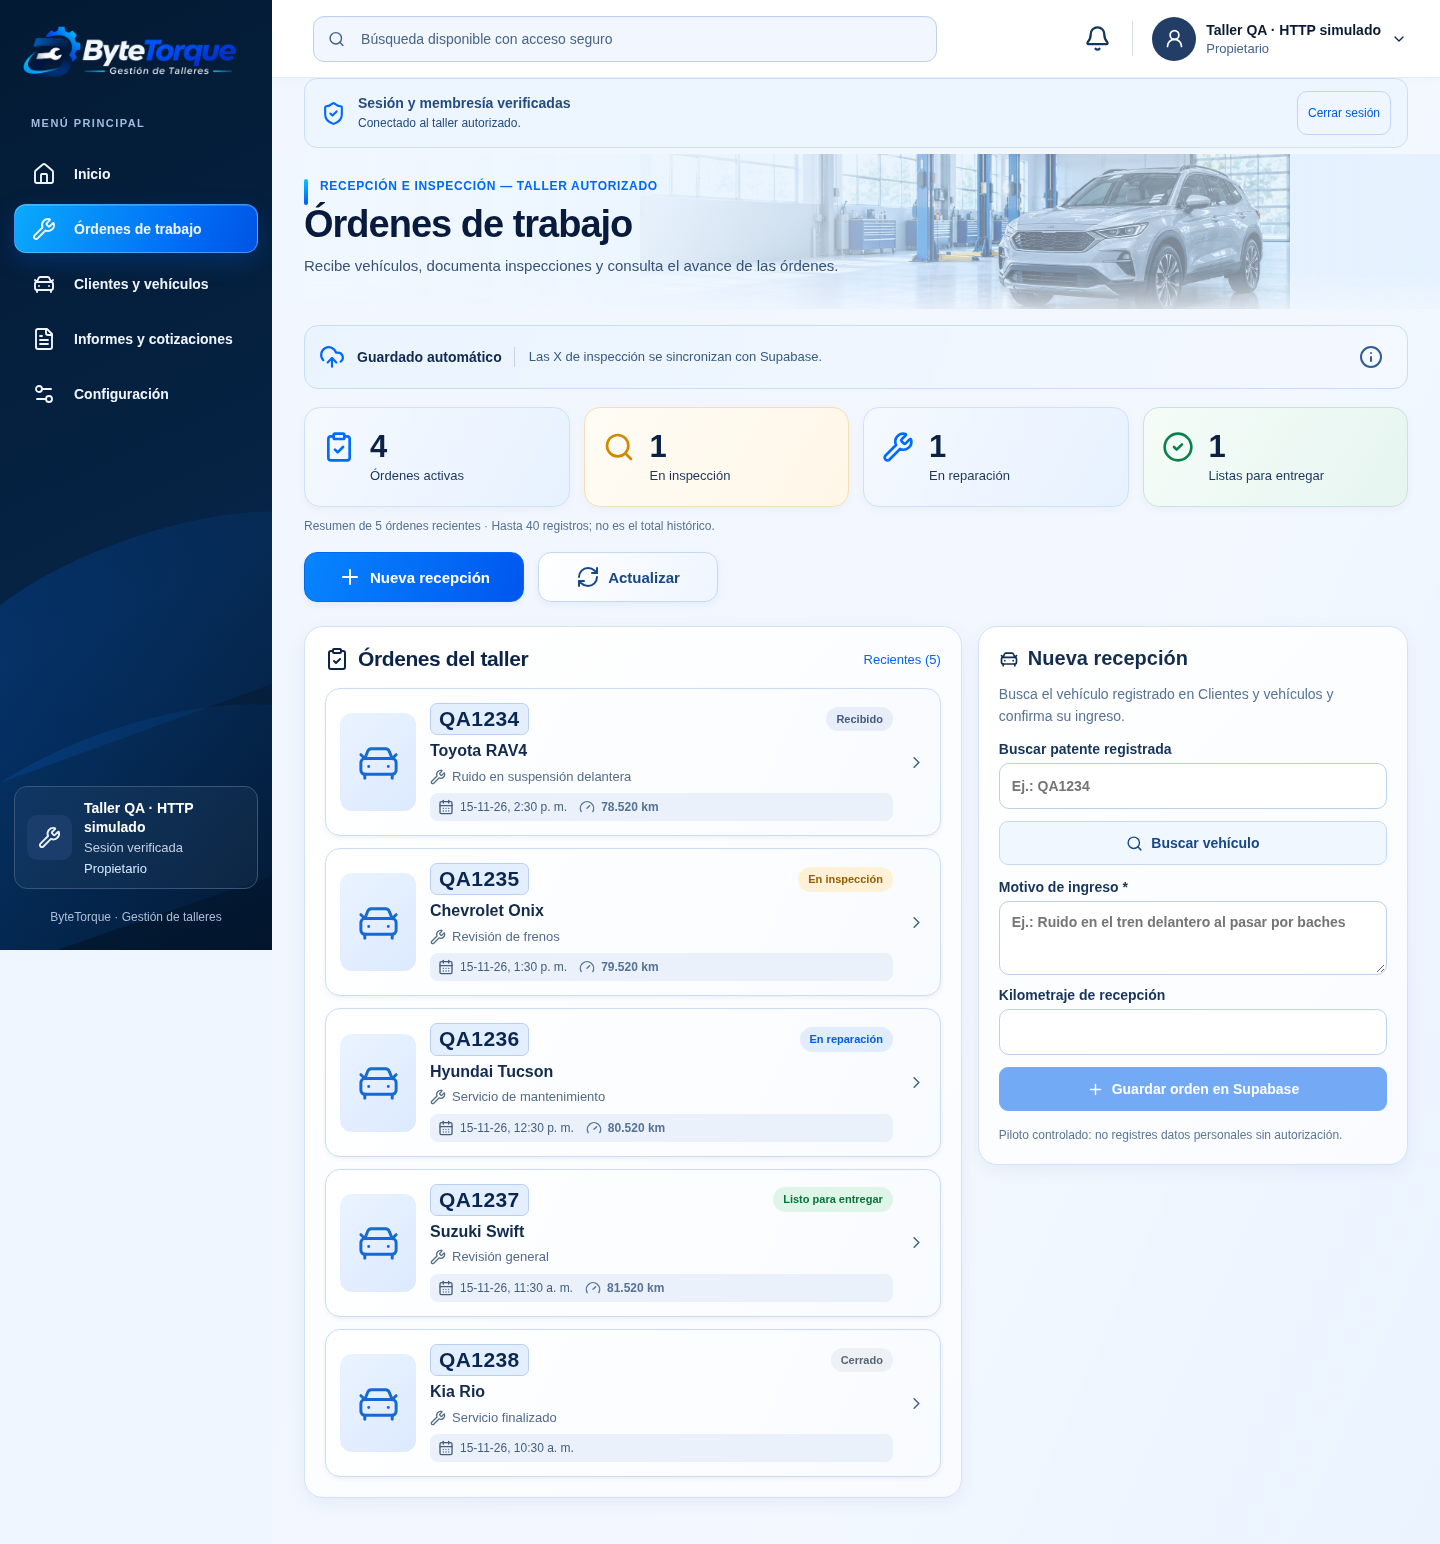 ByteTorque
Gestión de Talleres
MENÚ PRINCIPAL
Inicio
Órdenes de trabajo
Clientes y vehículos
Informes y cotizaciones
Configuración
Taller QA · HTTP
simulado
Sesión verificada
Propietario
ByteTorque · Gestión de talleres
Búsqueda disponible con acceso seguro
Taller QA · HTTP simulado
Propietario
Sesión y membresía verificadas
Conectado al taller autorizado.
Cerrar sesión
RECEPCIÓN E INSPECCIÓN — TALLER AUTORIZADO
Órdenes de trabajo
Recibe vehículos, documenta inspecciones y consulta el avance de las órdenes.
Guardado automático
Las X de inspección se sincronizan con Supabase.
4
Órdenes activas
1
En inspección
1
En reparación
1
Listas para entregar
Resumen de 5 órdenes recientes · Hasta 40 registros; no es el total histórico.
Nueva recepción
Actualizar
Órdenes del taller
Recientes (5)
QA1234
Recibido
Toyota RAV4
Ruido en suspensión delantera
15-11-26, 2:30 p. m. 78.520 km
QA1235
En inspección
Chevrolet Onix
Revisión de frenos
15-11-26, 1:30 p. m. 79.520 km
QA1236
En reparación
Hyundai Tucson
Servicio de mantenimiento
15-11-26, 12:30 p. m. 80.520 km
QA1237
Listo para entregar
Suzuki Swift
Revisión general
15-11-26, 11:30 a. m. 81.520 km
QA1238
Cerrado
Kia Rio
Servicio finalizado
15-11-26, 10:30 a. m.
Nueva recepción
Busca el vehículo registrado en Clientes y vehículos y
confirma su ingreso.
Buscar patente registrada
Ej.: QA1234
Buscar vehículo
Motivo de ingreso *
Ej.: Ruido en el tren delantero al pasar por baches
Kilometraje de recepción
Guardar orden en Supabase
Piloto controlado: no registres datos personales sin autorización.